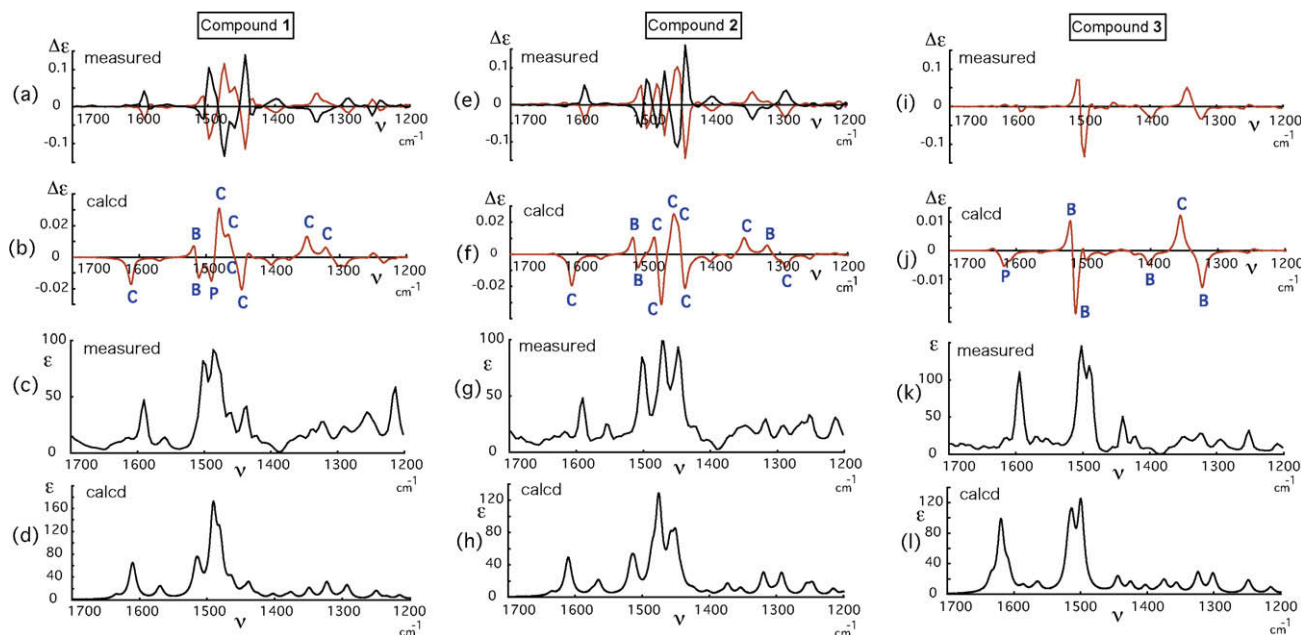 Compound 1
Compound 2
Compound 3
(a)
Δε
measured
0.1
0
-0.1
1700 1600 1500 1400 1300 1200
ν
cm-1
(b)
Δε
calcd
0.02
0
-0.02
C B B P C C C C C C
1700 1600 1500 1400 1300 1200
ν
cm-1
(c)
ε
measured
100
50
0
1700 1600 1500 1400 1300 1200
ν
cm-1
(d)
ε
calcd
160
120
80
40
0
1700 1600 1500 1400 1300 1200
ν
cm-1
(e)
Δε
measured
0.1
0
-0.1
1700 1600 1500 1400 1300 1200
ν
cm-1
(f)
Δε
calcd
0.02
0
-0.02
C B B C C C C C C B C
1700 1600 1500 1400 1300 1200
ν
cm-1
(g)
ε
measured
100
50
0
1700 1600 1500 1400 1300 1200
ν
cm-1
(h)
ε
calcd
120
80
40
0
1700 1600 1500 1400 1300 1200
ν
cm-1
(i)
Δε
measured
0.1
0
-0.1
1700 1600 1500 1400 1300 1200
ν
cm-1
(j)
Δε
calcd
0.01
0
-0.01
P B B B C B
1700 1600 1500 1400 1300 1200
ν
cm-1
(k)
ε
measured
100
50
0
1700 1600 1500 1400 1300 1200
ν
cm-1
(l)
ε
calcd
120
80
40
0
1700 1600 1500 1400 1300 1200
ν
cm-1